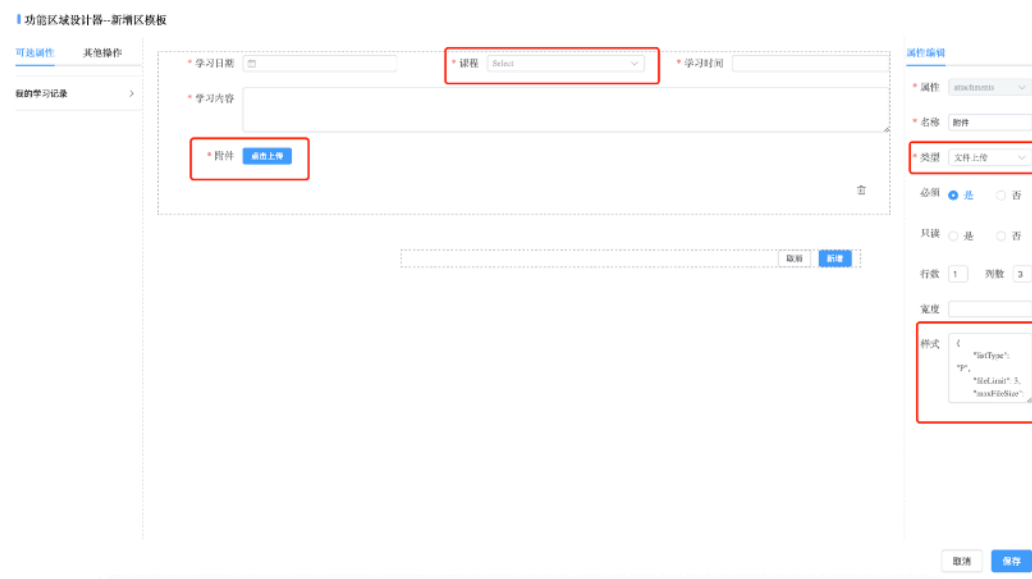 功能区域设计器--新增区模板
可选属性 其他操作
我的学习记录
* 学习日期
* 课程 Select
* 学习时间
* 学习内容
* 附件 点击上传
取消 新增
属性编辑
* 属性 attachments
* 名称 附件
* 类型 文件上传
必须 是 否
只读 是 否
行数 1 列数 3
宽度
样式 {
"listType":
"P",
"fileLimit": 3,
"maxFileSize":
取消 保存